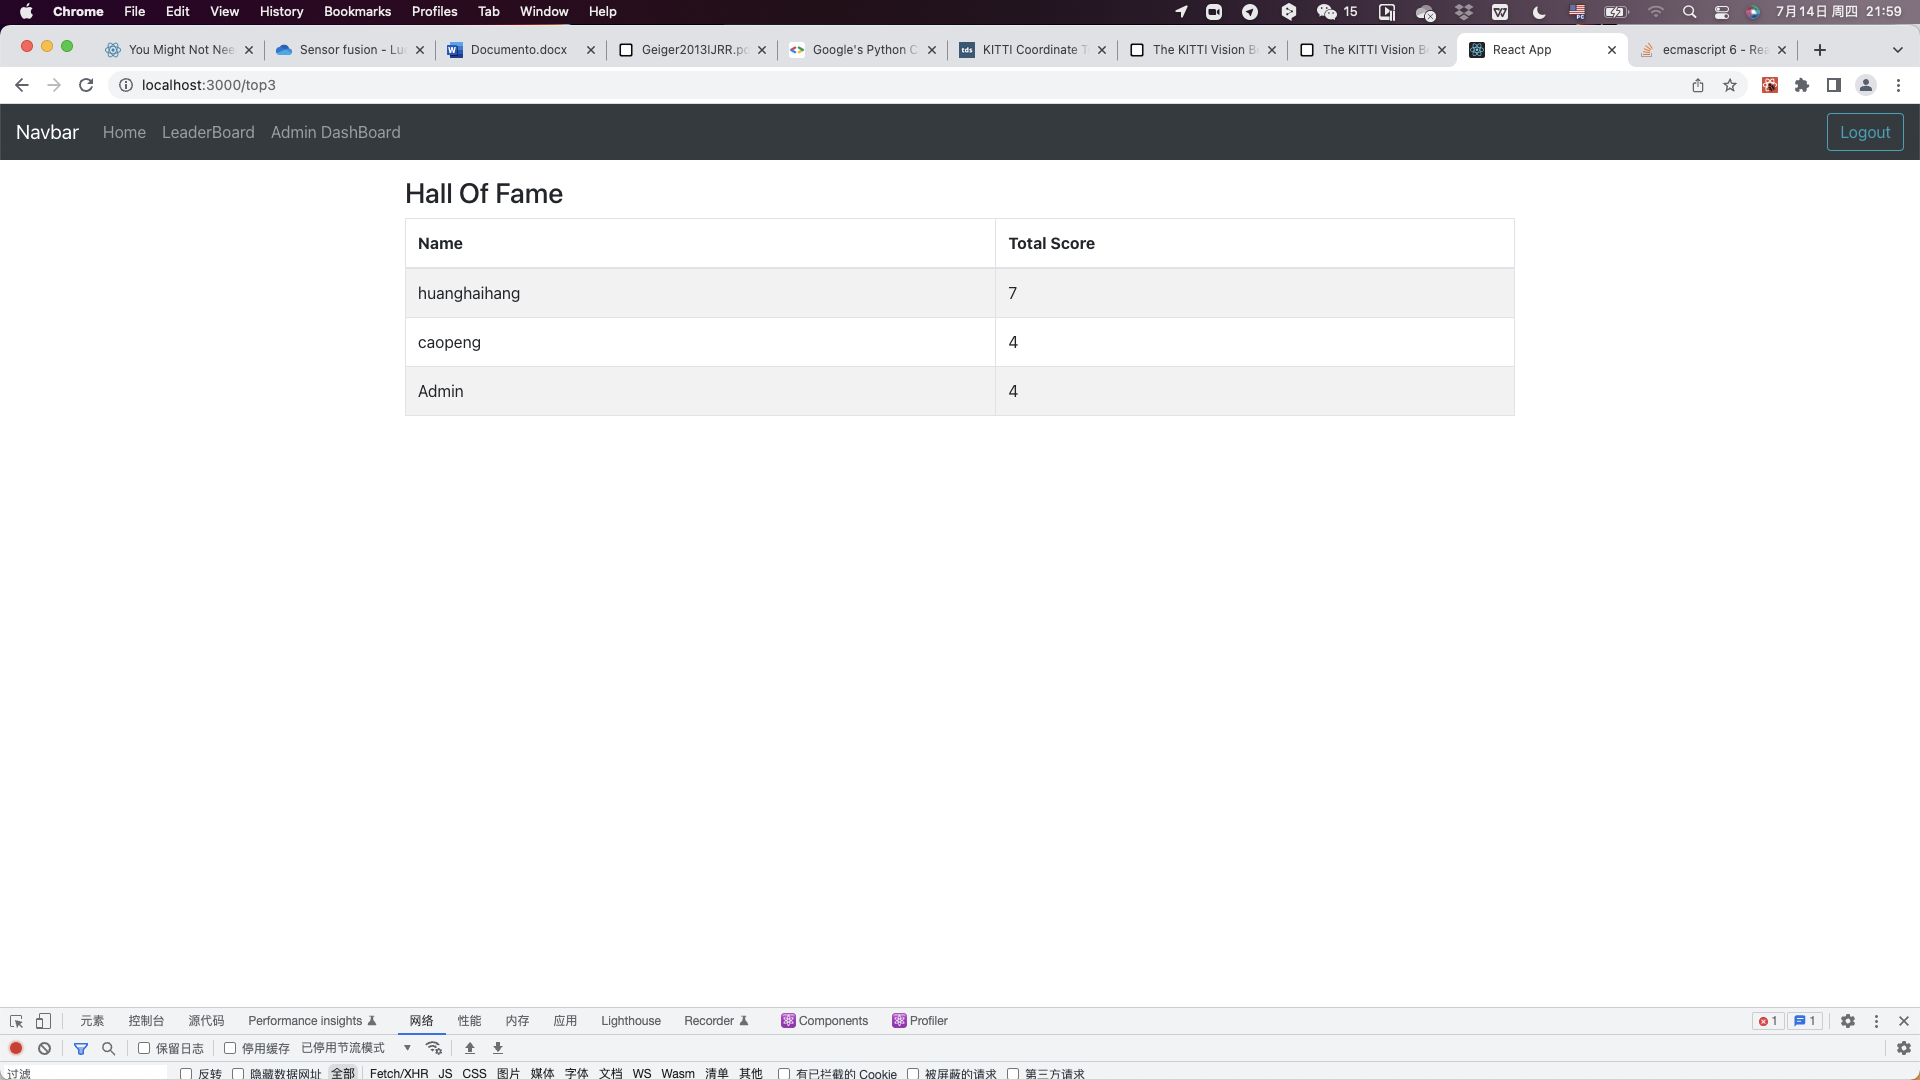 Chrome File Edit View History Bookmarks Profiles Tab Window Help 15 7月14日 周四 21:59
You Might Not Nee Sensor fusion - Lu Documento.docx Geiger2013IJRR.p Google's Python C KITTI Coordinate T The KITTI Vision B The KITTI Vision B React App ecmascript 6 - Rea
localhost:3000/top3
Navbar Home LeaderBoard Admin DashBoard Logout
Hall Of Fame
Name Total Score
huanghaihang 7
caopeng 4
Admin 4
元素 控制台 源代码 Performance insights 网络 性能 内存 应用 Lighthouse Recorder Components Profiler 1 1
保留日志 停用缓存 已停用节流模式
过滤 反转 隐藏数据网址 全部 Fetch/XHR JS CSS 图片 媒体 字体 文档 WS Wasm 清单 其他 有已拦截的 Cookie 被屏蔽的请求 第三方请求